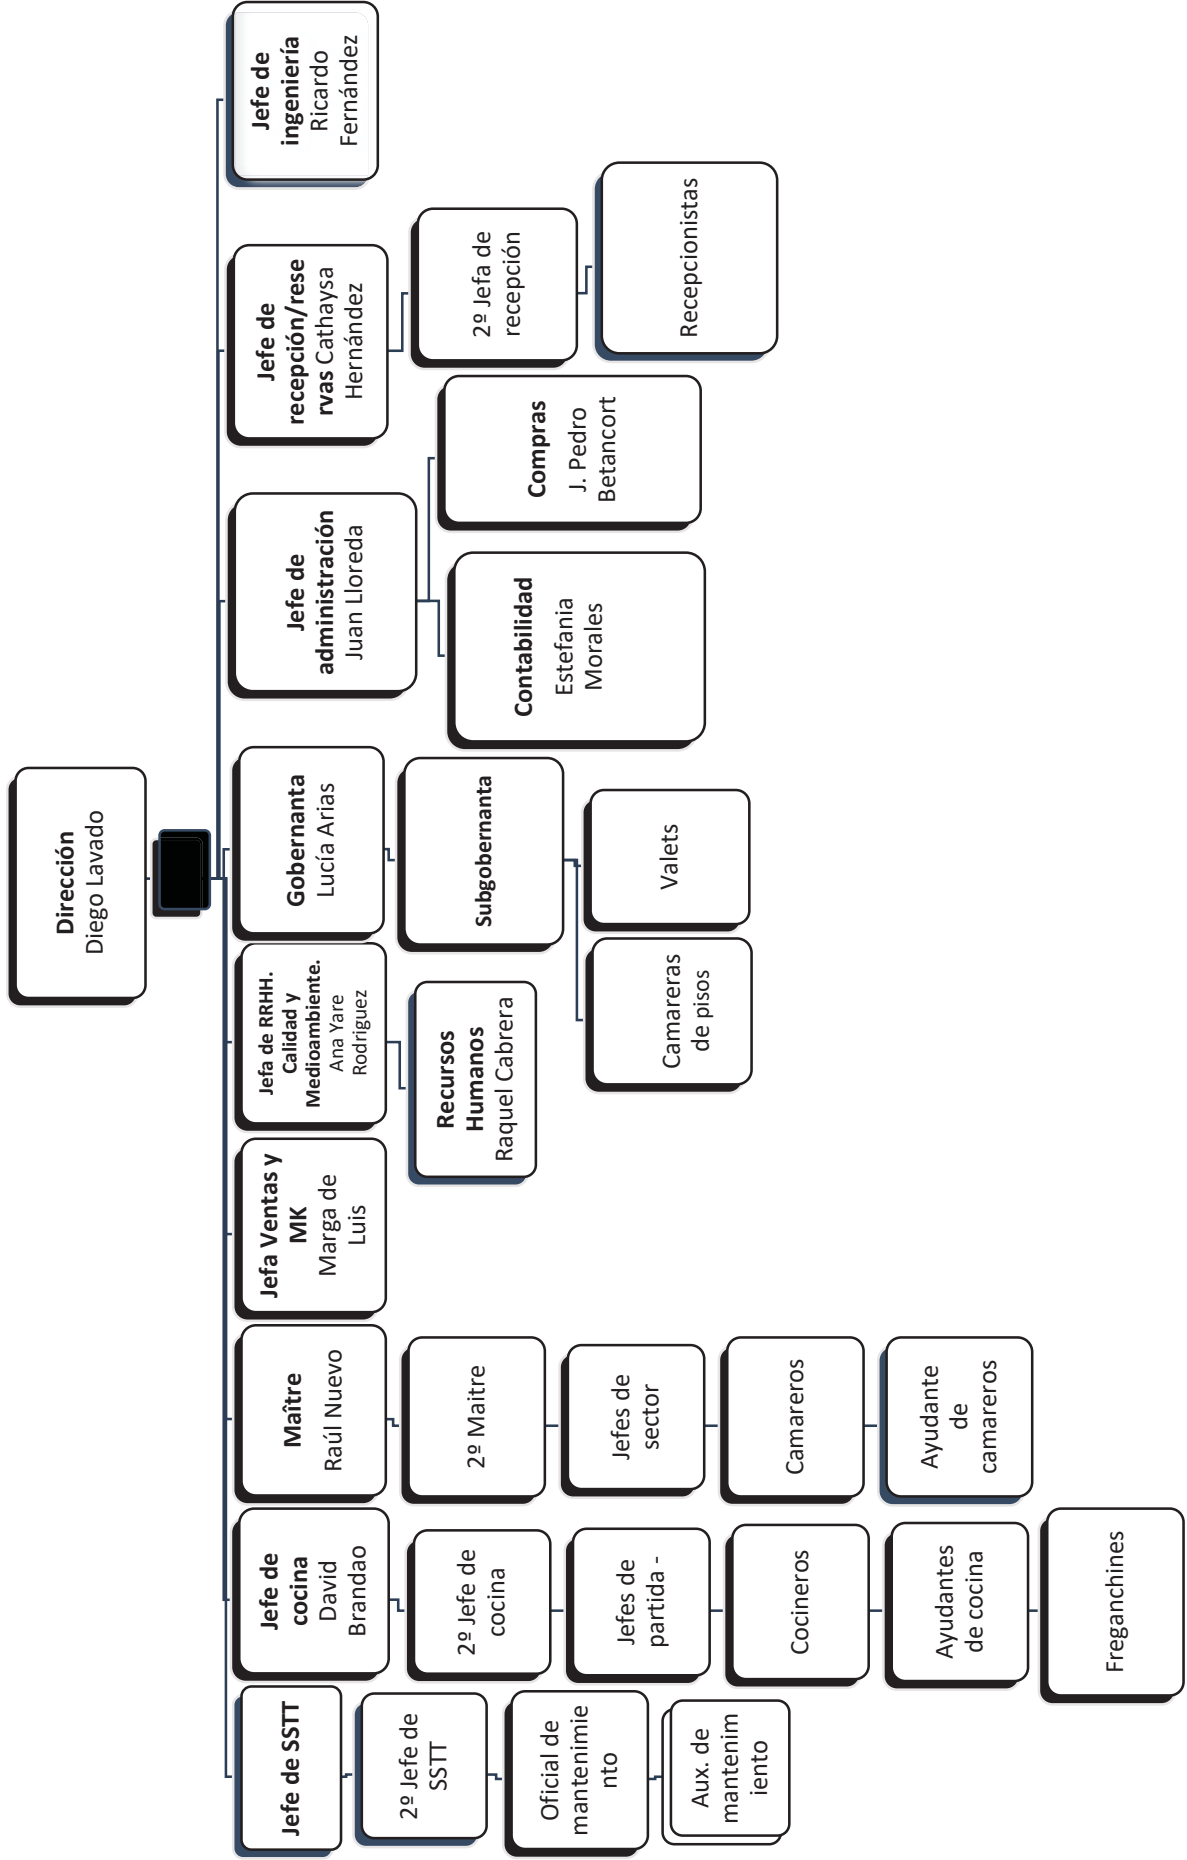 Dirección
Diego Lavado
Jefe de SSTT
2º Jefe de
SSTT
Oficial de
mantenimie
nto
Aux. de
mantenim
iento
Jefe de
cocina
David
Brandao
2º Jefe de
cocina
Jefes de
partida -
Cocineros
Ayudantes
de cocina
Freganchines
Maître
Raúl Nuevo
2º Maitre
Jefes de
sector
Camareros
Ayudante
de
camareros
Jefa Ventas y
MK
Marga de
Luis
Jefa de RRHH.
Calidad y
Medioambiente.
Ana Yare
Rodriguez
Recursos
Humanos
Raquel Cabrera
Gobernanta
Lucía Arias
Subgobernanta
Camareras
de pisos
Valets
Jefe de
administración
Juan Lloreda
Contabilidad
Estefania
Morales
Compras
J. Pedro
Betancort
Jefe de
recepción/rese
rvas Cathaysa
Hernández
2º Jefa de
recepción
Recepcionistas
Jefe de
ingeniería
Ricardo
Fernández